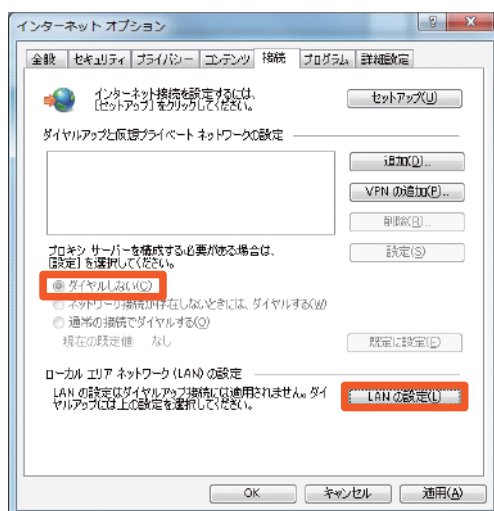 インターネット オプション
全般 セキュリティ プライバシー コンテンツ 接続 プログラム 詳細設定
インターネット接続を設定するには、
[セットアップ] をクリックしてください。
セットアップ(U)
ダイヤルアップと仮想プライベート ネットワークの設定
追加(D)...
VPN の追加(P)...
削除(R)...
プロキシ サーバーを構成する必要がある場合は、
[設定] を選択してください。
設定(S)
ダイヤルしない(C)
ネットワーク接続が存在しないときには、ダイヤルする(W)
通常の接続でダイヤルする(O)
現在の既定値 なし
既定に設定(E)
ローカル エリア ネットワーク (LAN) の設定
LAN の設定はダイヤルアップ接続には適用されません。ダイ
ヤルアップには上の設定を選択してください。
LAN の設定(L)
OK キャンセル 適用(A)